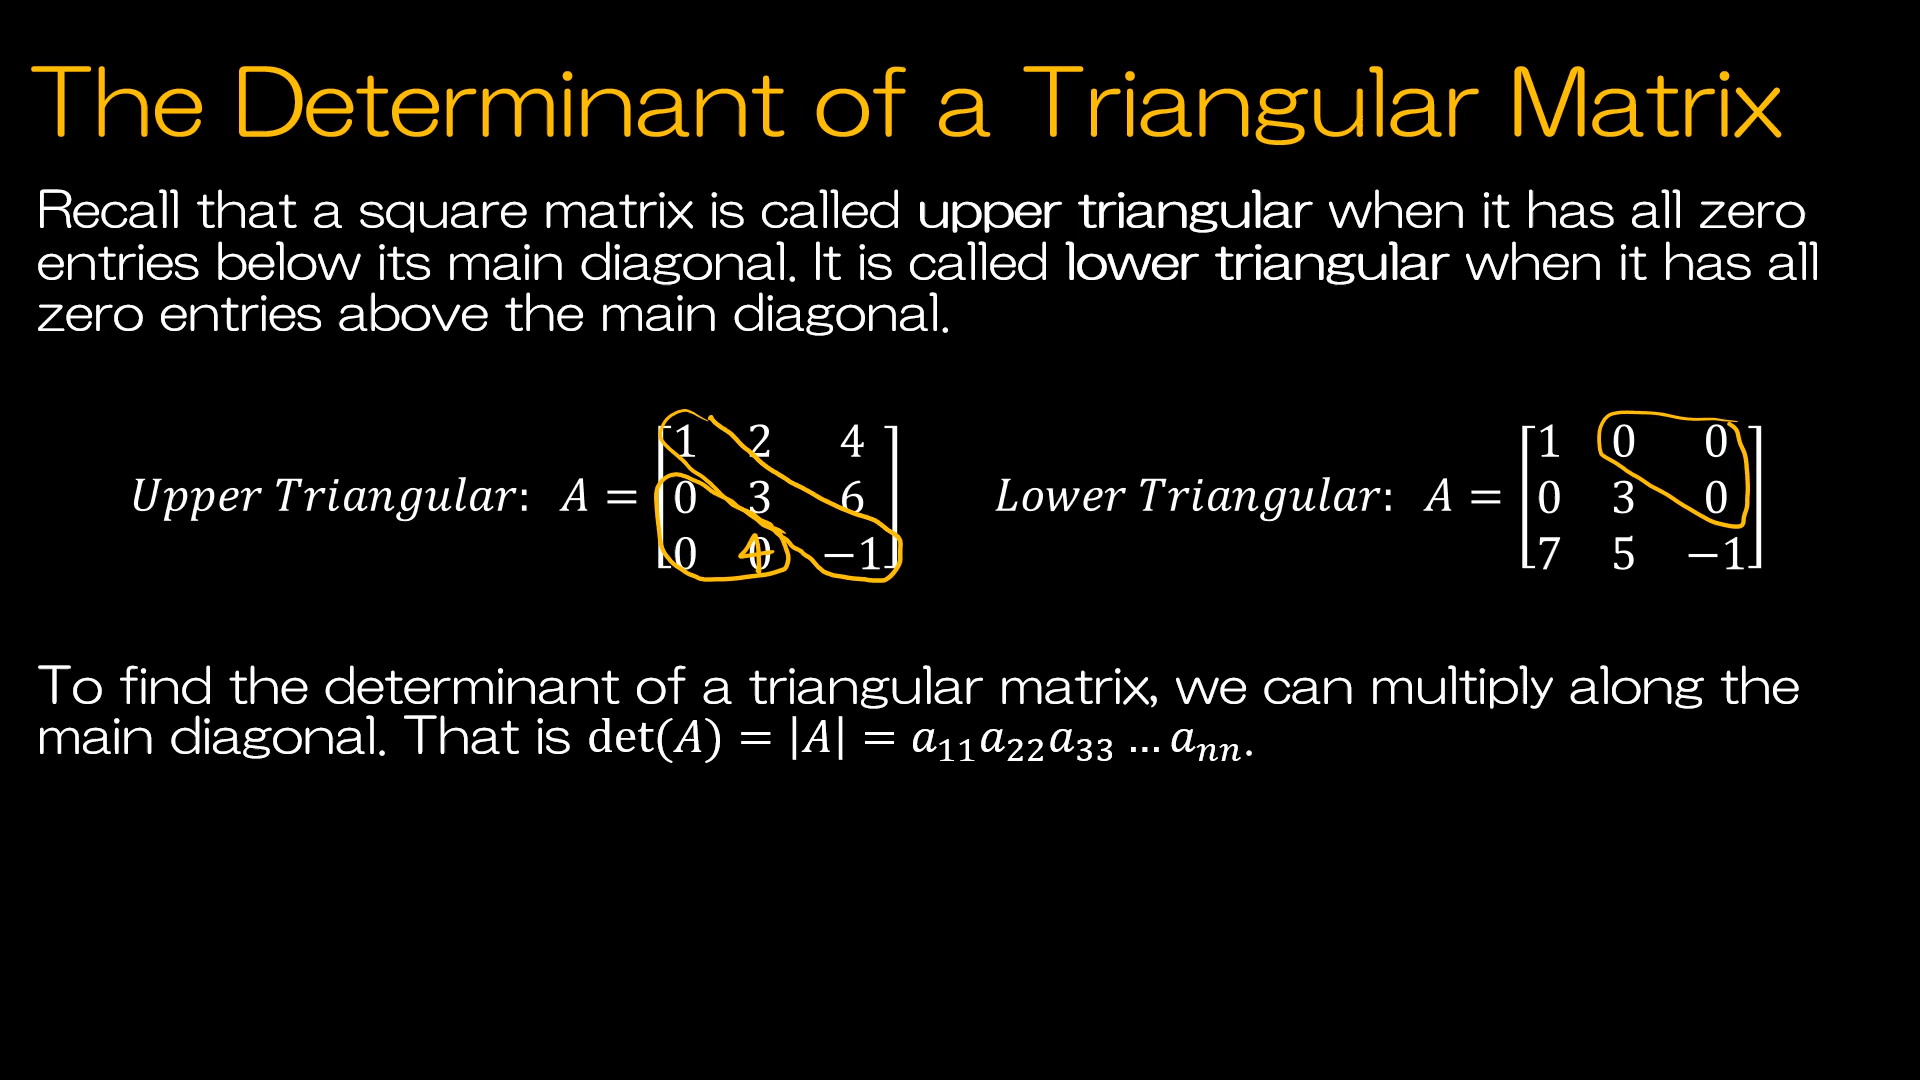 The Determinant of a Triangular Matrix
Recall that a square matrix is called upper triangular when it has all zero
entries below its main diagonal. It is called lower triangular when it has all
zero entries above the main diagonal.
Upper Triangular: A = [1 2 4
0 3 6
0 0 −1]
4
Lower Triangular: A = [1 0 0
0 3 0
7 5 −1]
To find the determinant of a triangular matrix, we can multiply along the
main diagonal. That is det(A) = |A| = a₁₁a₂₂a₃₃ … aₙₙ.